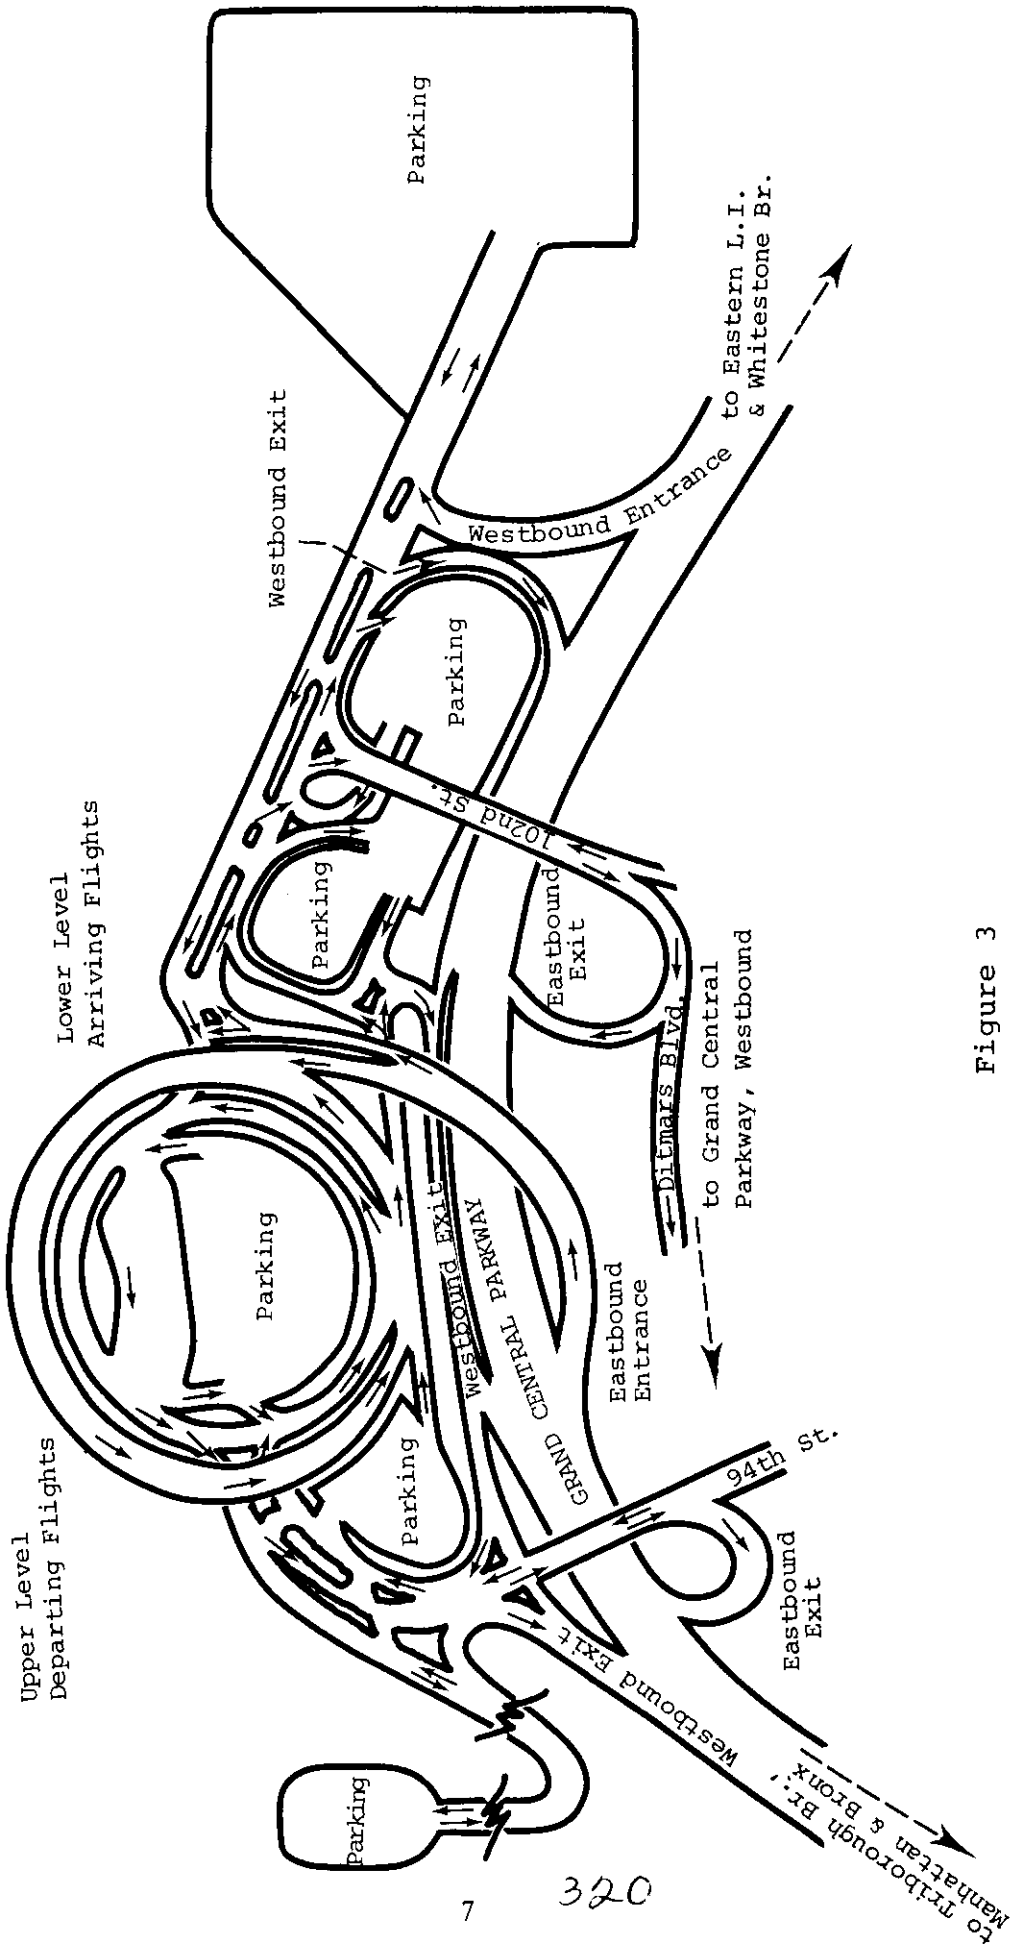 Upper Level
Departing Flights
Lower Level
Arriving Flights
Westbound Exit
Parking
Parking
Parking
Parking
Parking
Parking
Westbound Exit
GRAND CENTRAL PARKWAY
Westbound Entrance
102nd St.
Eastbound
Exit
to Eastern L.I.
& Whitestone Br.
Eastbound
Entrance
Ditmars Blvd.
to Grand Central
Parkway, Westbound
94th St.
Eastbound
Exit
Westbound Exit
to Triborough Br.,
Manhattan & Bronx
Figure 3
7
320